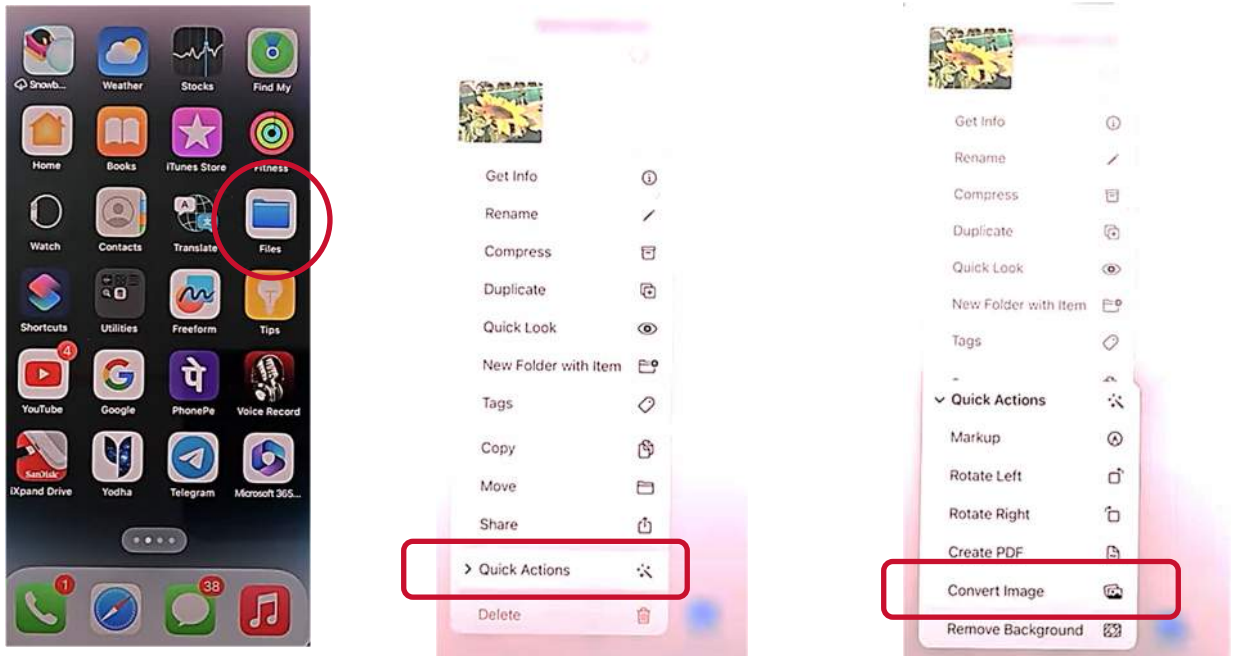 Snowb...
Weather
Stocks
Find My
Home
Books
iTunes Store
Fitness
Watch
Contacts
Translate
Files
Shortcuts
Utilities
Freeform
Tips
4
YouTube
Google
पे
PhonePe
Voice Record
SanDisk
iXpand Drive
Yodha
Telegram
Microsoft 365...
1
38
Get Info
Rename
Compress
Duplicate
Quick Look
New Folder with Item
Tags
Copy
Move
Share
Quick Actions
Delete
Get Info
Rename
Compress
Duplicate
Quick Look
New Folder with Item
Tags
Quick Actions
Markup
Rotate Left
Rotate Right
Create PDF
Convert Image
Remove Background